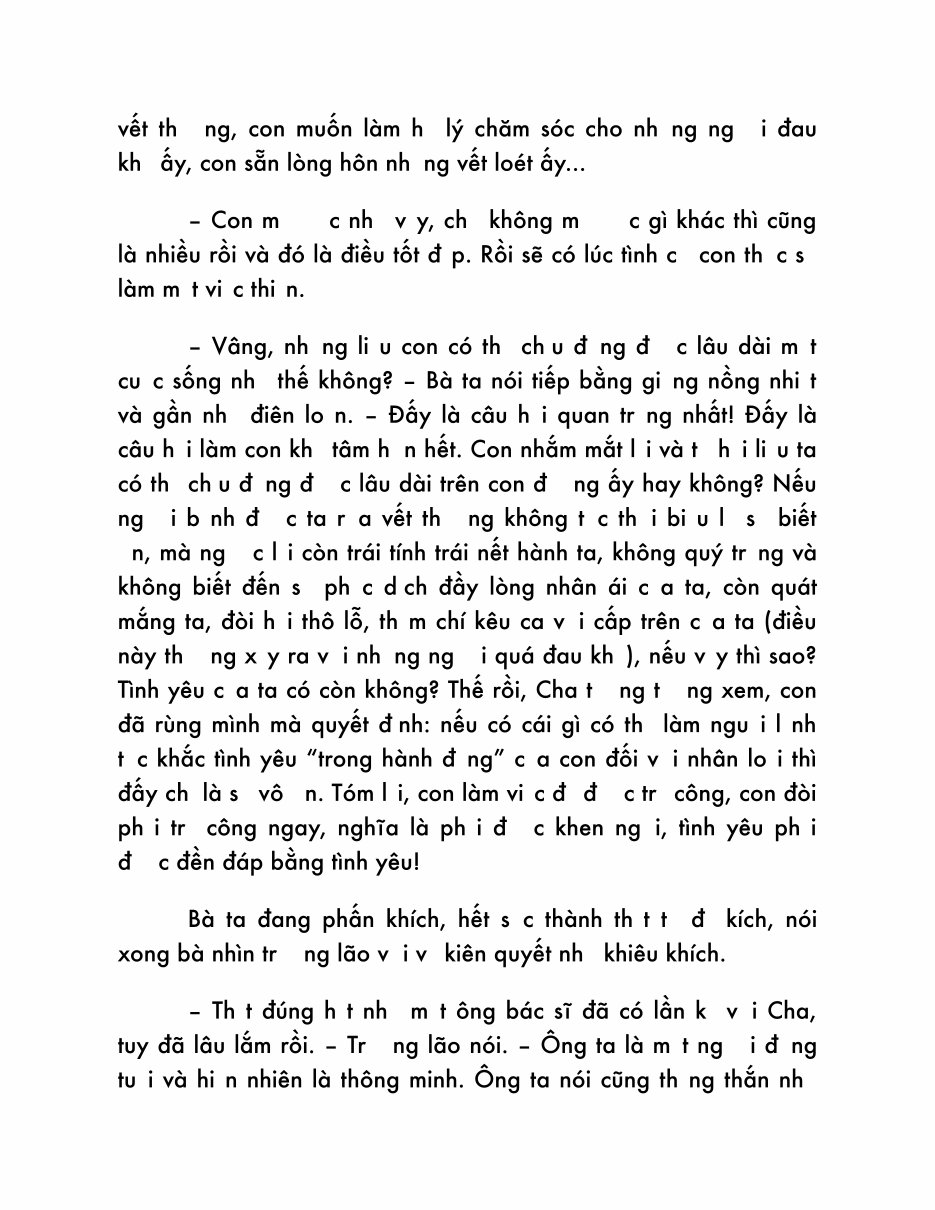 vết th ng, con muốn làm h lý chăm sóc cho nh ng ng i đau
kh ấy, con sẵn lòng hôn nh ng vết loét ấy...
– Con m c nh v y, ch không m c gì khác thì cũng
là nhiều rồi và đó là điều tốt đ p. Rồi sẽ có lúc tình c con th c s
làm m t vi c thi n.
– Vâng, nh ng li u con có th ch u đ ng đ c lâu dài m t
cu c sống nh thế không? – Bà ta nói tiếp bằng gi ng nồng nhi t
và gần nh điên lo n. – Đấy là câu h i quan tr ng nhất! Đấy là
câu h i làm con kh tâm h n hết. Con nhắm mắt l i và t h i li u ta
có th ch u đ ng đ c lâu dài trên con đ ng ấy hay không? Nếu
ng i b nh đ c ta r a vết th ng không t c th i bi u l s biết
n, mà ng c l i còn trái tính trái nết hành ta, không quý tr ng và
không biết đến s ph c d ch đầy lòng nhân ái c a ta, còn quát
mắng ta, đòi h i thô lỗ, th m chí kêu ca v i cấp trên c a ta (điều
này th ng x y ra v i nh ng ng i quá đau kh ), nếu v y thì sao?
Tình yêu c a ta có còn không? Thế rồi, Cha t ng t ng xem, con
đã rùng mình mà quyết đ nh: nếu có cái gì có th làm ngu i l nh
t c khắc tình yêu “trong hành đ ng” c a con đối v i nhân lo i thì
đấy ch là s vô n. Tóm l i, con làm vi c đ đ c tr công, con đòi
ph i tr công ngay, nghĩa là ph i đ c khen ng i, tình yêu ph i
đ c đền đáp bằng tình yêu!
Bà ta đang phấn khích, hết s c thành th t t đ kích, nói
xong bà nhìn tr ng lão v i v kiên quyết nh khiêu khích.
– Th t đúng h t nh m t ông bác sĩ đã có lần k v i Cha,
tuy đã lâu lắm rồi. – Tr ng lão nói. – Ông ta là m t ng i đ ng
tu i và hi n nhiên là thông minh. Ông ta nói cũng th ng thắn nh